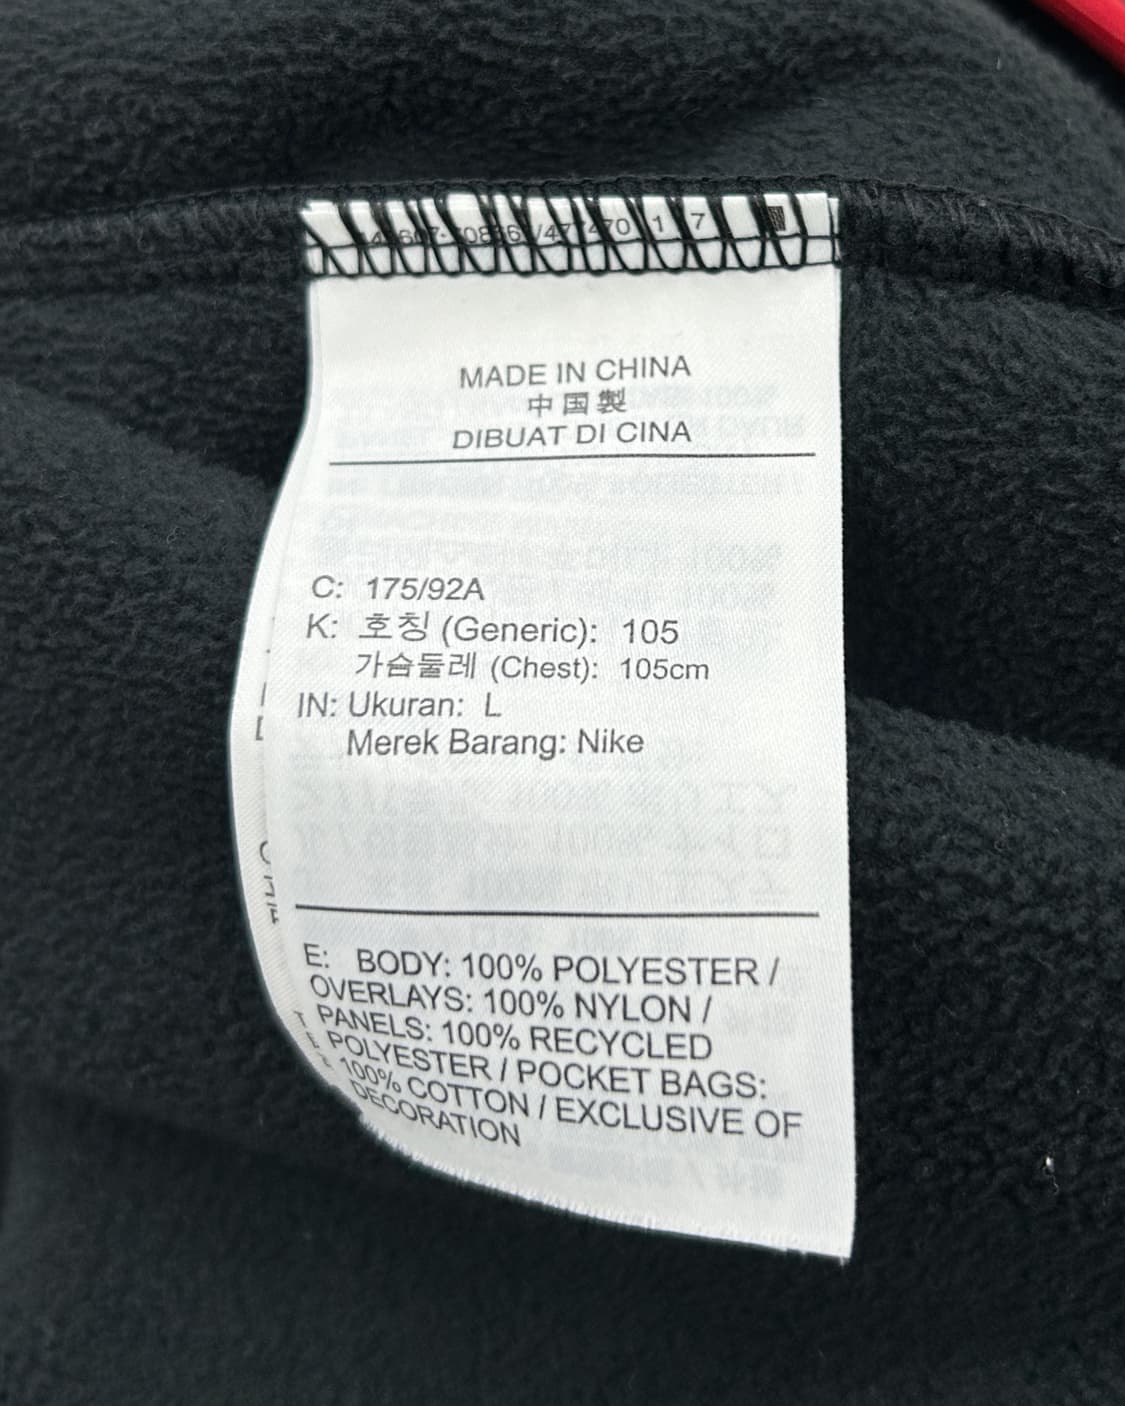 MADE IN CHINA
中国製
DIBUAT DI CINA
C: 175/92A
K: 호칭 (Generic): 105
가슴둘레 (Chest): 105cm
IN: Ukuran: L
Merek Barang: Nike
E: BODY: 100% POLYESTER /
OVERLAYS: 100% NYLON /
PANELS: 100% RECYCLED
POLYESTER / POCKET BAGS:
100% COTTON / EXCLUSIVE OF
DECORATION